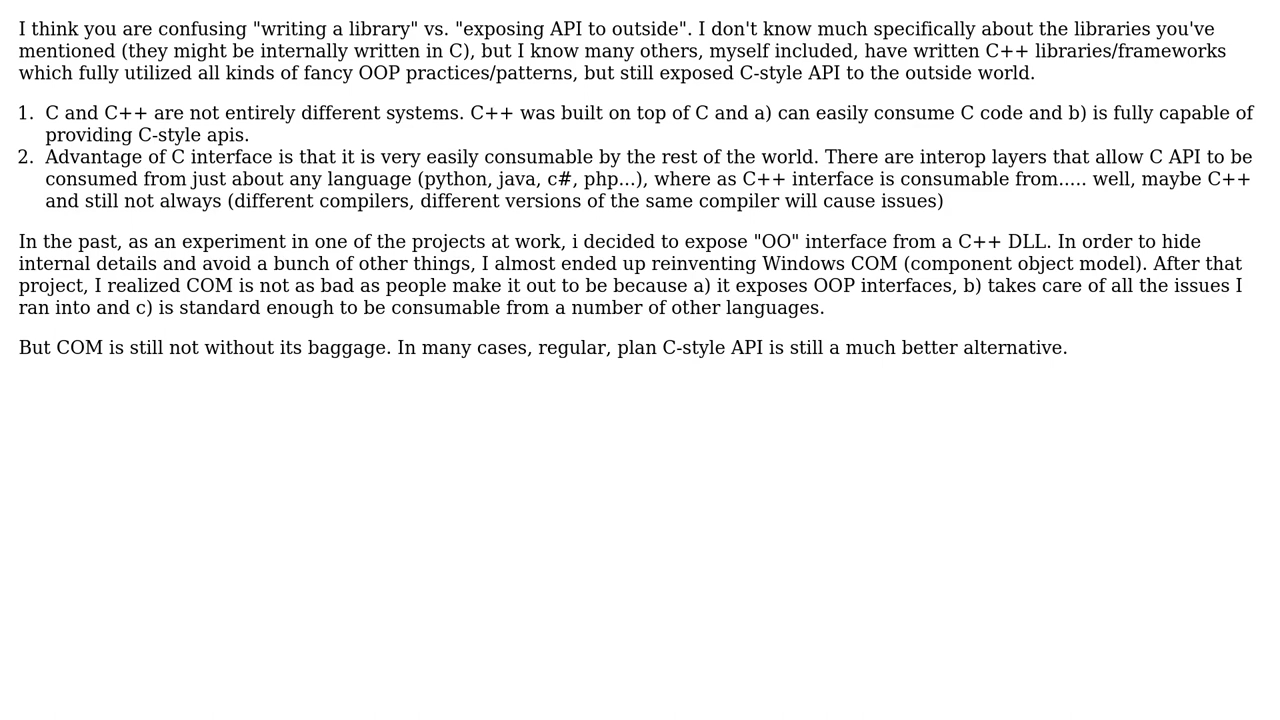 I think you are confusing "writing a library" vs. "exposing API to outside". I don't know much specifically about the libraries you've
mentioned (they might be internally written in C), but I know many others, myself included, have written C++ libraries/frameworks
which fully utilized all kinds of fancy OOP practices/patterns, but still exposed C-style API to the outside world.
1. C and C++ are not entirely different systems. C++ was built on top of C and a) can easily consume C code and b) is fully capable of
providing C-style apis.
2. Advantage of C interface is that it is very easily consumable by the rest of the world. There are interop layers that allow C API to be
consumed from just about any language (python, java, c#, php...), where as C++ interface is consumable from..... well, maybe C++
and still not always (different compilers, different versions of the same compiler will cause issues)
In the past, as an experiment in one of the projects at work, i decided to expose "OO" interface from a C++ DLL. In order to hide
internal details and avoid a bunch of other things, I almost ended up reinventing Windows COM (component object model). After that
project, I realized COM is not as bad as people make it out to be because a) it exposes OOP interfaces, b) takes care of all the issues I
ran into and c) is standard enough to be consumable from a number of other languages.
But COM is still not without its baggage. In many cases, regular, plan C-style API is still a much better alternative.